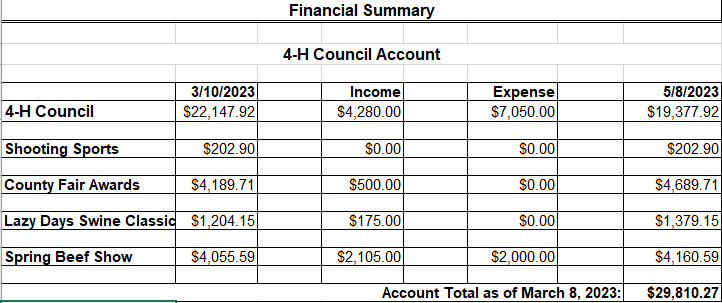 Financial Summary
4-H Council Account
3/10/2023 Income Expense 5/8/2023
4-H Council $22,147.92 $4,280.00 $7,050.00 $19,377.92
Shooting Sports $202.90 $0.00 $0.00 $202.90
County Fair Awards $4,189.71 $500.00 $0.00 $4,689.71
Lazy Days Swine Classic $1,204.15 $175.00 $0.00 $1,379.15
Spring Beef Show $4,055.59 $2,105.00 $2,000.00 $4,160.59
Account Total as of March 8, 2023: $29,810.27